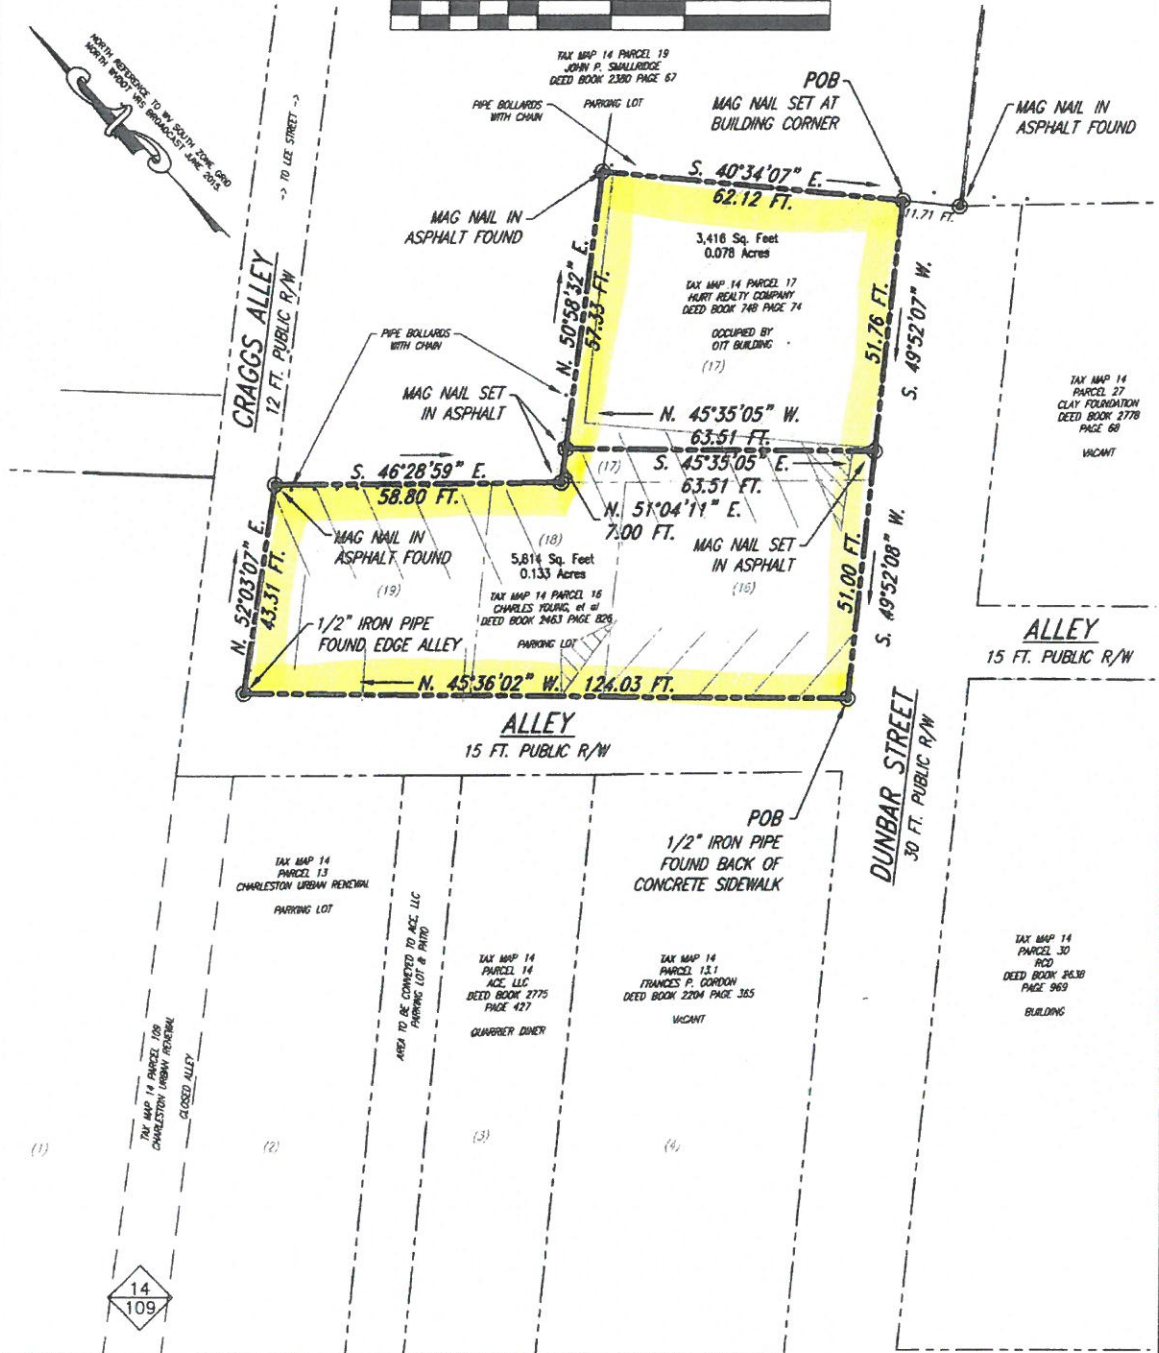 NORTH REFERENCE TO WV SOUTH ZONE GRID
NORTH WVDOT VRS BROADCAST JUNE 2015.
-> TO LEE STREET ->
TAX MAP 14 PARCEL 19
JOHN P. SMALLRIDGE
DEED BOOK 2380 PAGE 67
PARKING LOT
PIPE BOLLARDS
WITH CHAIN
POB
MAG NAIL SET AT
BUILDING CORNER
MAG NAIL IN
ASPHALT FOUND
S. 40°34'07" E.
62.12 FT.
11.71 FT.
MAG NAIL IN
ASPHALT FOUND
3,416 Sq. Feet
0.078 Acres
TAX MAP 14 PARCEL 17
HURT REALTY COMPANY
DEED BOOK 748 PAGE 74
OCCUPIED BY
OTT BUILDING
(17)
N. 50°58'32" E.
57.33 FT.
51.76 FT.
S. 49°52'07" W.
CRAGGS ALLEY
12 FT. PUBLIC R/W
PIPE BOLLARDS
WITH CHAIN
MAG NAIL SET
IN ASPHALT
N. 45°35'05" W.
63.51 FT.
S. 45°35'05" E.
63.51 FT.
(17)
TAX MAP 14
PARCEL 27
CLAY FOUNDATION
DEED BOOK 2778
PAGE 68
VACANT
S. 46°28'59" E.
58.80 FT.
N. 51°04'11" E.
7.00 FT.
MAG NAIL IN
ASPHALT FOUND
MAG NAIL SET
IN ASPHALT
(18)
5,814 Sq. Feet
0.133 Acres
(19)
(16)
TAX MAP 14 PARCEL 16
CHARLES YOUNG, et al
DEED BOOK 2463 PAGE 826
PARKING LOT
N. 52°03'07" E.
43.31 FT.
51.00 FT.
S. 49°52'08" W.
1/2" IRON PIPE
FOUND EDGE ALLEY
N. 45°36'02" W. 124.03 FT.
ALLEY
15 FT. PUBLIC R/W
ALLEY
15 FT. PUBLIC R/W
DUNBAR STREET
30 FT. PUBLIC R/W
POB
1/2" IRON PIPE
FOUND BACK OF
CONCRETE SIDEWALK
TAX MAP 14
PARCEL 13
CHARLESTON URBAN RENEWAL
PARKING LOT
AREA TO BE CONVEYED TO ACE, LLC
PARKING LOT & PATIO
TAX MAP 14
PARCEL 14
ACE, LLC
DEED BOOK 2775
PAGE 427
QUARRIER DINER
TAX MAP 14
PARCEL 13.1
FRANCES P. GORDON
DEED BOOK 2204 PAGE 365
VACANT
TAX MAP 14
PARCEL 30
RCD
DEED BOOK 2638
PAGE 969
BUILDING
TAX MAP 14 PARCEL 109
CHARLESTON URBAN RENEWAL
CLOSED ALLEY
(1)
(2)
(3)
(4)
14
109